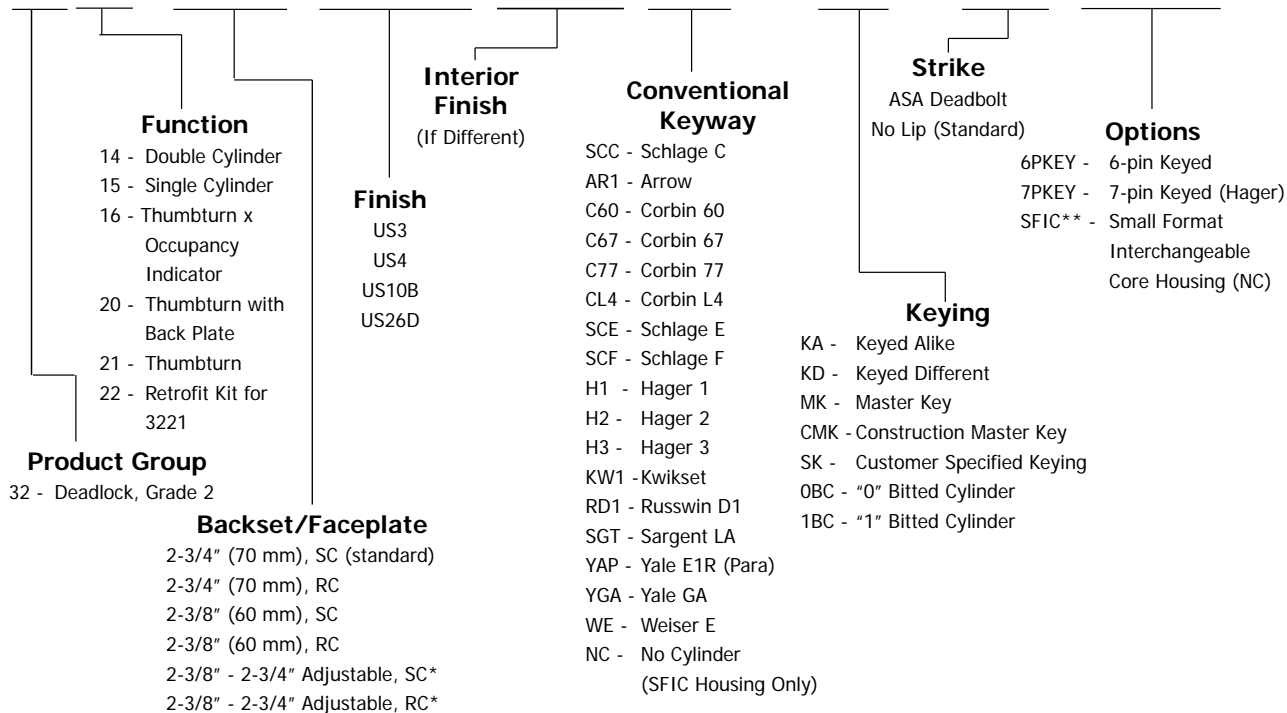 Product Group
32 - Deadlock, Grade 2
Function
14 - Double Cylinder
15 - Single Cylinder
16 - Thumbturn x
Occupancy
Indicator
20 - Thumbturn with
Back Plate
21 - Thumbturn
22 - Retrofit Kit for
3221
Backset/Faceplate
2-3/4" (70 mm), SC (standard)
2-3/4" (70 mm), RC
2-3/8" (60 mm), SC
2-3/8" (60 mm), RC
2-3/8" - 2-3/4" Adjustable, SC*
2-3/8" - 2-3/4" Adjustable, RC*
Finish
US3
US4
US10B
US26D
Interior
Finish
(If Different)
Conventional
Keyway
SCC - Schlage C
AR1 - Arrow
C60 - Corbin 60
C67 - Corbin 67
C77 - Corbin 77
CL4 - Corbin L4
SCE - Schlage E
SCF - Schlage F
H1 - Hager 1
H2 - Hager 2
H3 - Hager 3
KW1 - Kwikset
RD1 - Russwin D1
SGT - Sargent LA
YAP - Yale E1R (Para)
YGA - Yale GA
WE - Weiser E
NC - No Cylinder
(SFIC Housing Only)
Keying
KA - Keyed Alike
KD - Keyed Different
MK - Master Key
CMK - Construction Master Key
SK - Customer Specified Keying
0BC - “0” Bitted Cylinder
1BC - “1” Bitted Cylinder
Strike
ASA Deadbolt
No Lip (Standard)
Options
6PKEY - 6-pin Keyed
7PKEY - 7-pin Keyed (Hager)
SFIC** - Small Format
Interchangeable
Core Housing (NC)